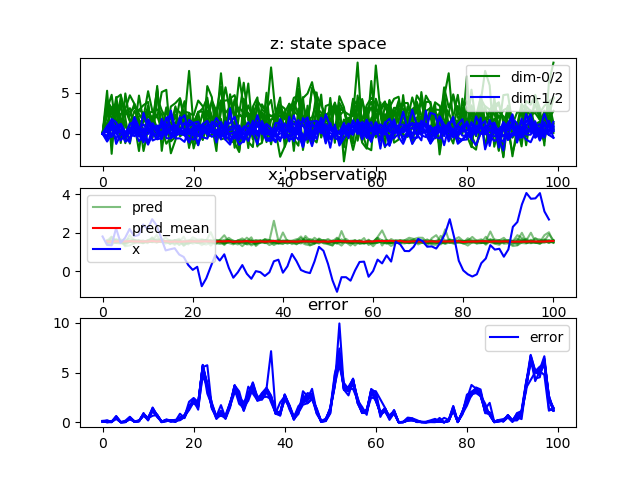 z: state space
5
0
dim-0/2
dim-1/2
0 20 40 60 80 100
x: observation
4
2
0
pred
pred_mean
x
0 20 40 60 80 100
error
10
5
0
error
0 20 40 60 80 100